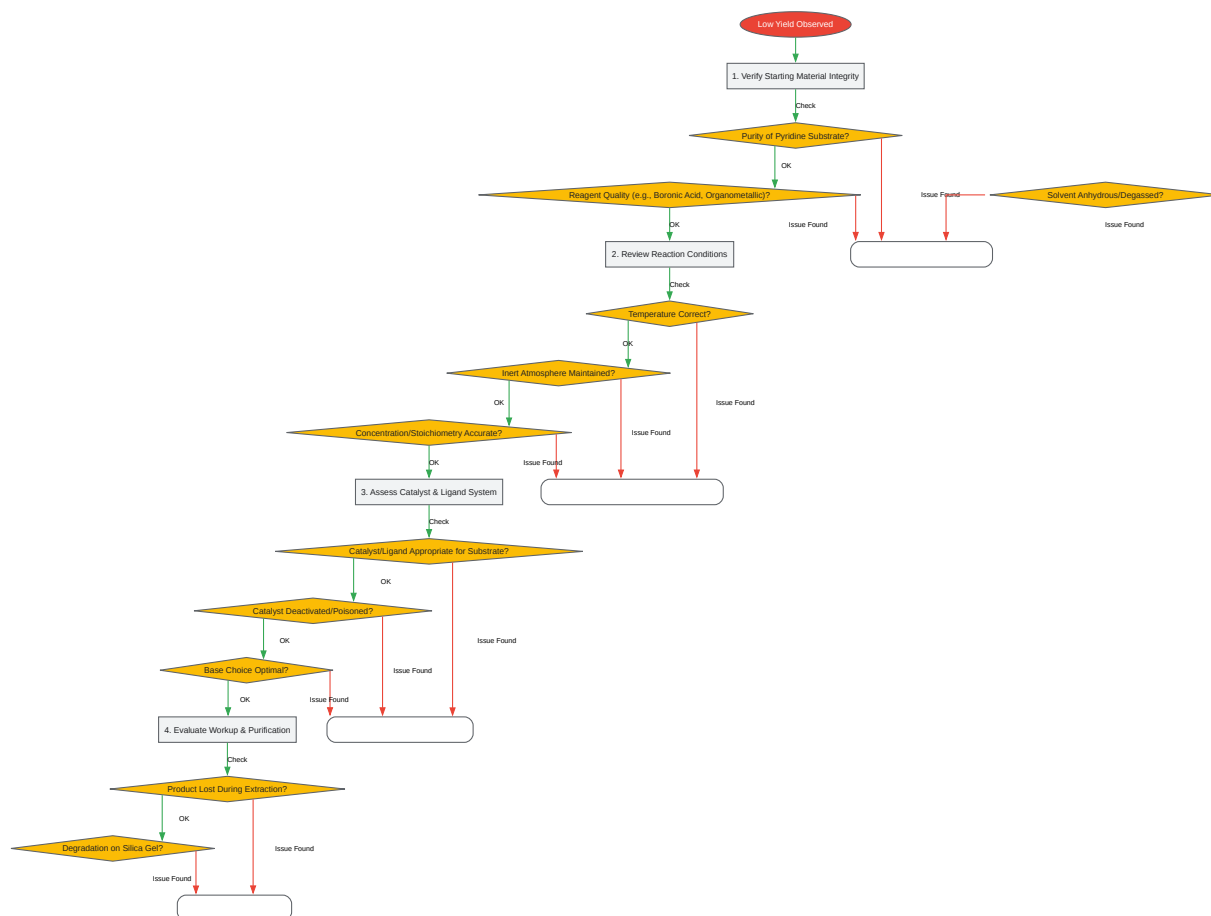 Low Yield Observed
1. Verify Starting Material Integrity
Check
Purity of Pyridine Substrate?
OK
Reagent Quality (e.g., Boronic Acid, Organometallic)?
Issue Found
Solvent Anhydrous/Degassed?
OK
Issue Found
Issue Found
2. Review Reaction Conditions
Check
Temperature Correct?
OK
Inert Atmosphere Maintained?
OK
Issue Found
Concentration/Stoichiometry Accurate?
Issue Found
OK
Issue Found
3. Assess Catalyst & Ligand System
Check
Catalyst/Ligand Appropriate for Substrate?
OK
Catalyst Deactivated/Poisoned?
OK
Issue Found
Base Choice Optimal?
Issue Found
OK
Issue Found
4. Evaluate Workup & Purification
Check
Product Lost During Extraction?
OK
Degradation on Silica Gel?
Issue Found
Issue Found